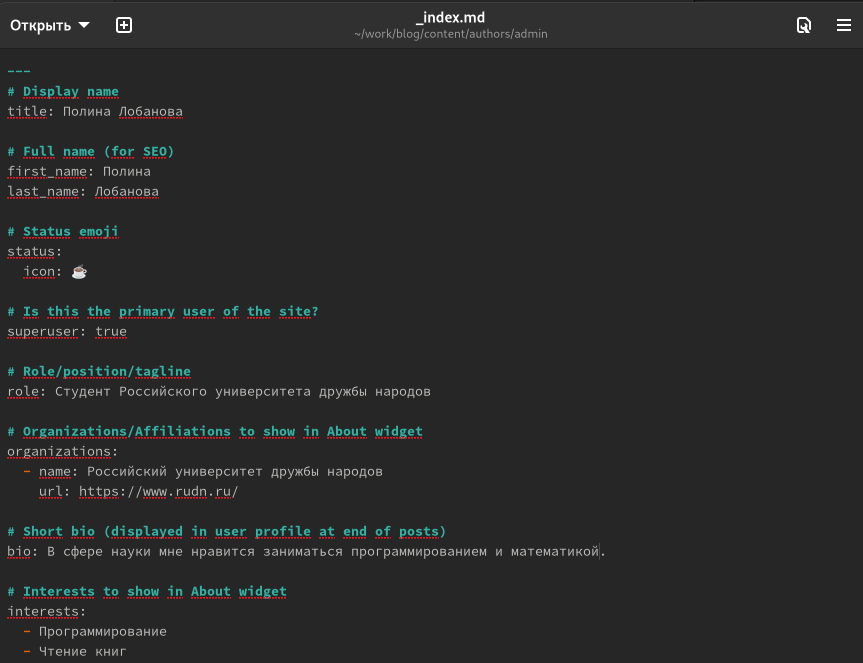 Открыть
_index.md
~/work/blog/content/authors/admin
---
# Display name
title: Полина Лобанова
# Full name (for SEO)
first_name: Полина
last_name: Лобанова
# Status emoji
status:
  icon: ☕
# Is this the primary user of the site?
superuser: true
# Role/position/tagline
role: Студент Российского университета дружбы народов
# Organizations/Affiliations to show in About widget
organizations:
  - name: Российский университет дружбы народов
    url: https://www.rudn.ru/
# Short bio (displayed in user profile at end of posts)
bio: В сфере науки мне нравится заниматься программированием и математикой.
# Interests to show in About widget
interests:
  - Программирование
  - Чтение книг